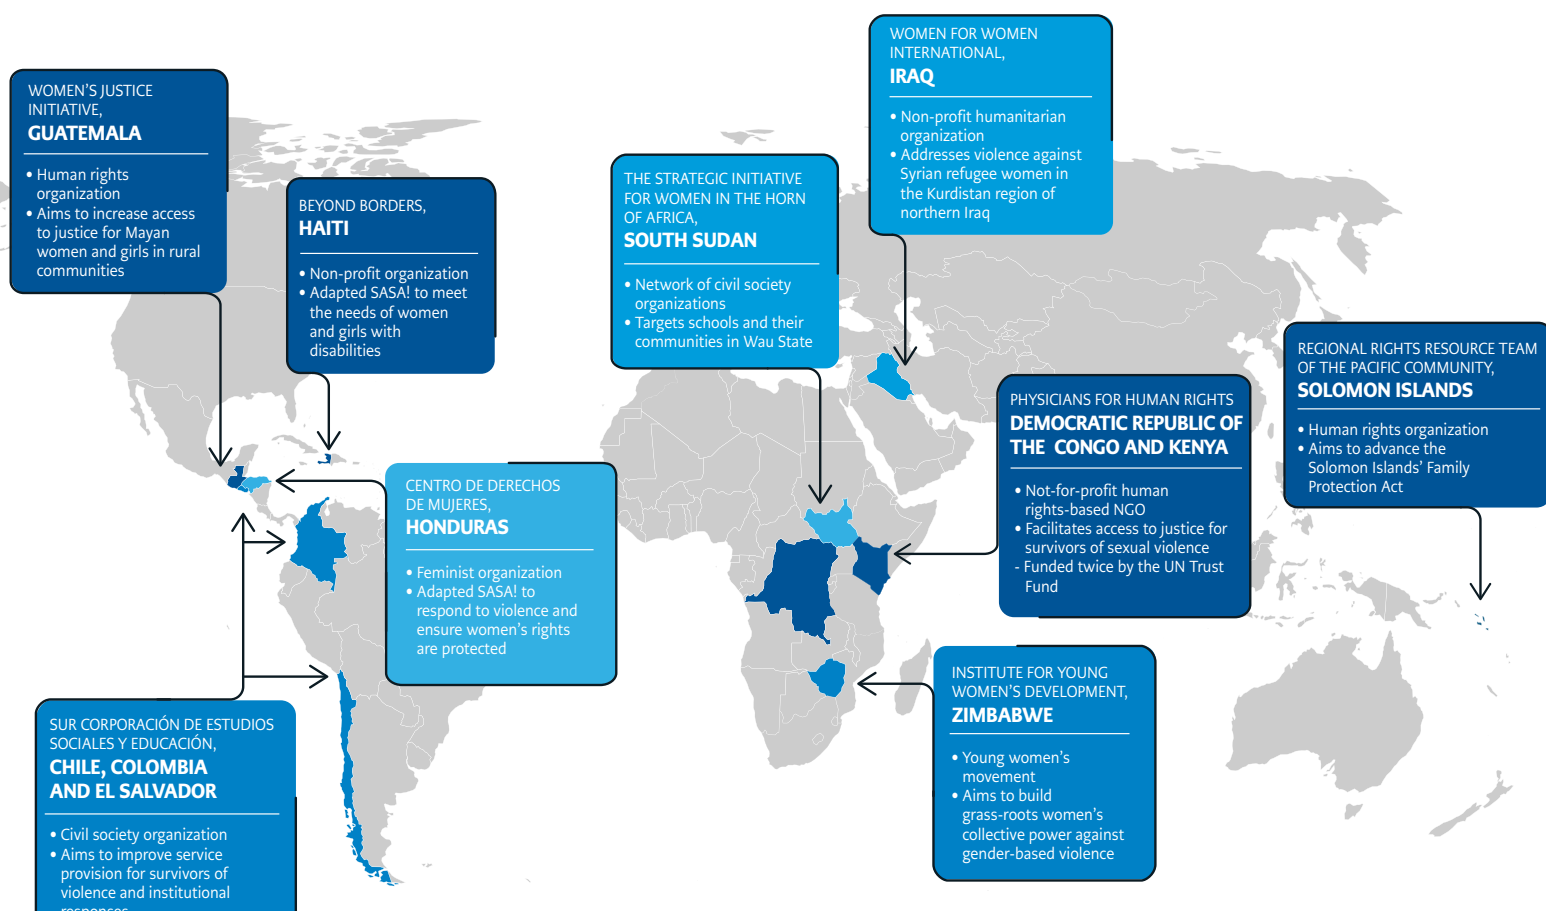 WOMEN'S JUSTICE
INITIATIVE,
GUATEMALA
• Human rights
organization
• Aims to increase access
to justice for Mayan
women and girls in rural
communities
BEYOND BORDERS,
HAITI
• Non-profit organization
• Adapted SASA! to meet
the needs of women
and girls with
disabilities
THE STRATEGIC INITIATIVE
FOR WOMEN IN THE HORN
OF AFRICA,
SOUTH SUDAN
• Network of civil society
organizations
• Targets schools and their
communities in Wau State
WOMEN FOR WOMEN
INTERNATIONAL,
IRAQ
• Non-profit humanitarian
organization
• Addresses violence against
Syrian refugee women in
the Kurdistan region of
northern Iraq
REGIONAL RIGHTS RESOURCE TEAM
OF THE PACIFIC COMMUNITY,
SOLOMON ISLANDS
• Human rights organization
• Aims to advance the
Solomon Islands' Family
Protection Act
PHYSICIANS FOR HUMAN RIGHTS
DEMOCRATIC REPUBLIC OF
THE CONGO AND KENYA
• Not-for-profit human
rights-based NGO
• Facilitates access to justice for
survivors of sexual violence
- Funded twice by the UN Trust
Fund
CENTRO DE DERECHOS
DE MUJERES,
HONDURAS
• Feminist organization
• Adapted SASA! to
respond to violence and
ensure women's rights
are protected
INSTITUTE FOR YOUNG
WOMEN'S DEVELOPMENT,
ZIMBABWE
• Young women's
movement
• Aims to build
grass-roots women's
collective power against
gender-based violence
SUR CORPORACIÓN DE ESTUDIOS
SOCIALES Y EDUCACIÓN,
CHILE, COLOMBIA
AND EL SALVADOR
• Civil society organization
• Aims to improve service
provision for survivors of
violence and institutional
responses